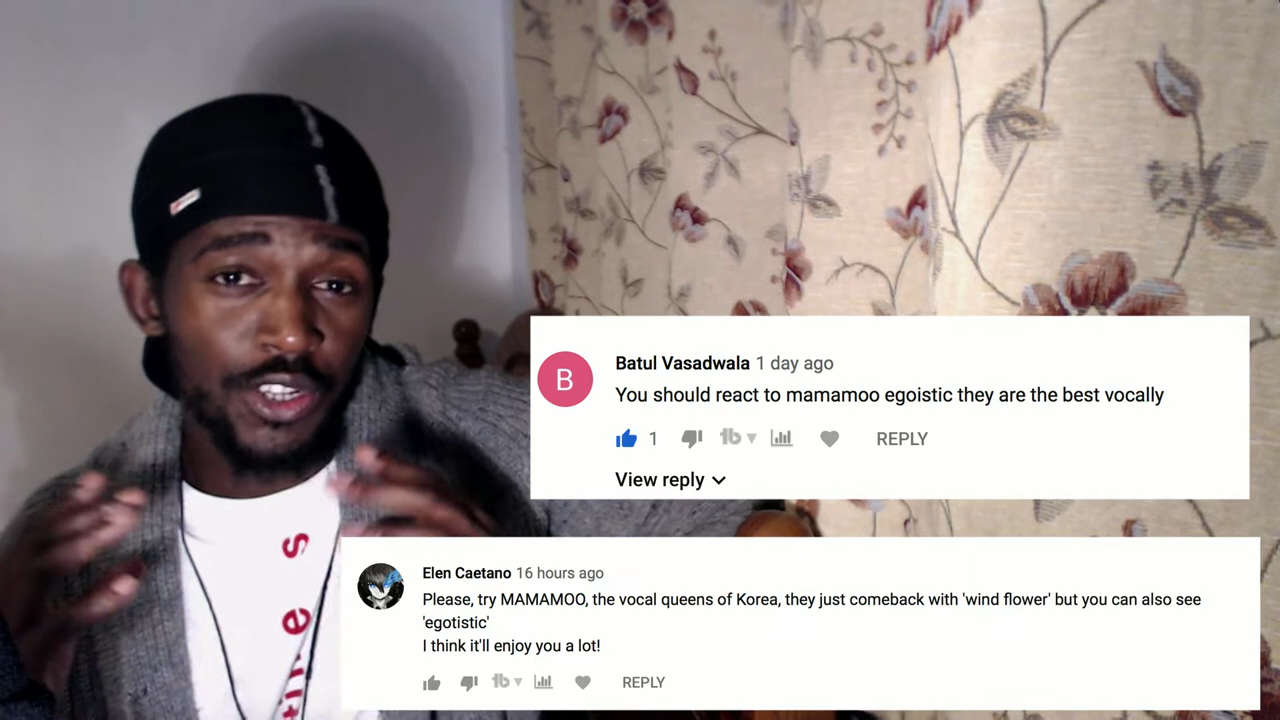 B
Batul Vasadwala 1 day ago
You should react to mamamoo egoistic they are the best vocally
1
tb
REPLY
View reply
Elen Caetano 16 hours ago
Please, try MAMAMOO, the vocal queens of Korea, they just comeback with 'wind flower' but you can also see
'egotistic'
I think it'll enjoy you a lot!
tb
REPLY